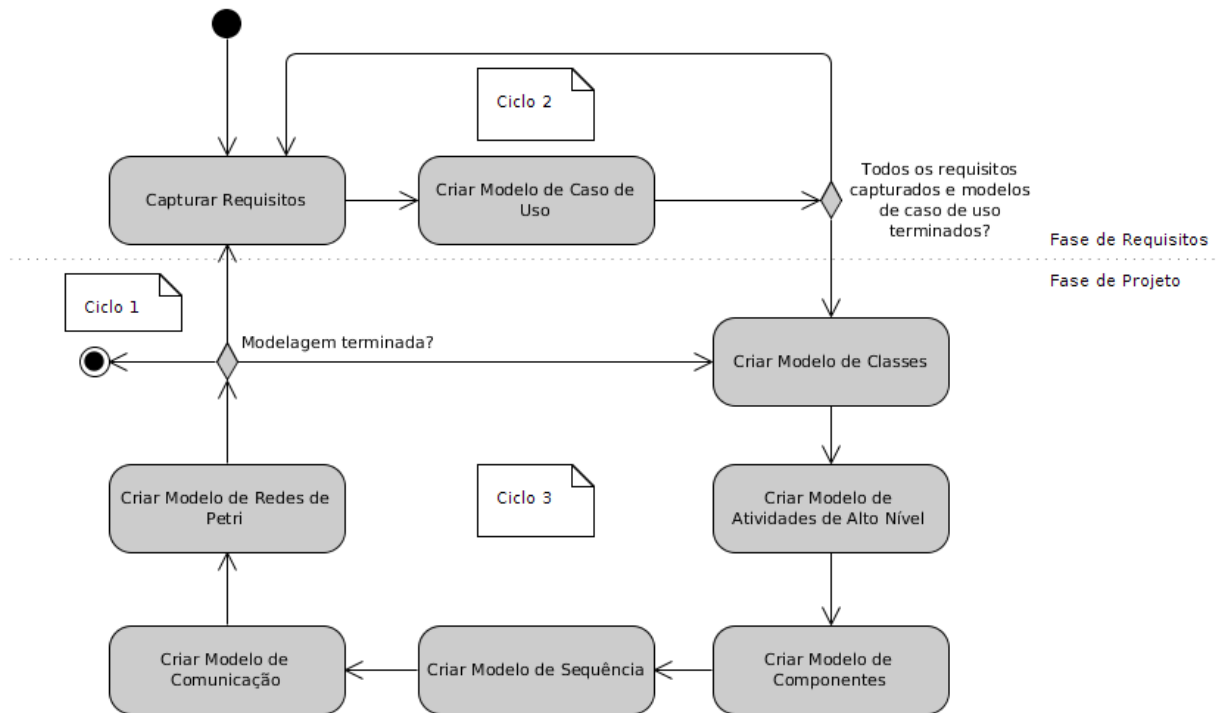 Ciclo 2
Capturar Requisitos
Criar Modelo de Caso de
Uso
Todos os requisitos
capturados e modelos
de caso de uso
terminados?
Fase de Requisitos
Fase de Projeto
Ciclo 1
Modelagem terminada?
Criar Modelo de Classes
Criar Modelo de Redes de
Petri
Ciclo 3
Criar Modelo de
Atividades de Alto Nível
Criar Modelo de
Comunicação
Criar Modelo de Sequência
Criar Modelo de
Componentes